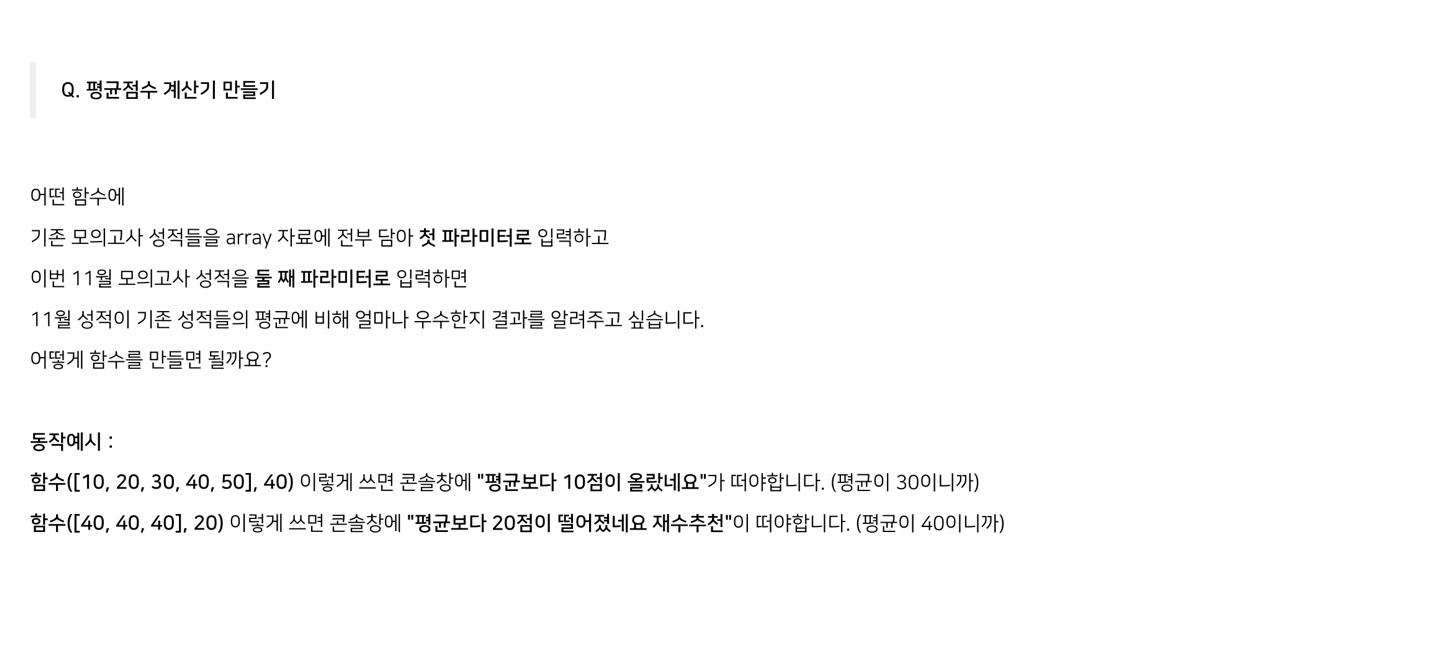 Q. 평균점수 계산기 만들기
어떤 함수에
기존 모의고사 성적들을 array 자료에 전부 담아 첫 파라미터로 입력하고
이번 11월 모의고사 성적을 둘 째 파라미터로 입력하면
11월 성적이 기존 성적들의 평균에 비해 얼마나 우수한지 결과를 알려주고 싶습니다.
어떻게 함수를 만들면 될까요?
동작예시 :
함수([10, 20, 30, 40, 50], 40) 이렇게 쓰면 콘솔창에 "평균보다 10점이 올랐네요"가 떠야합니다. (평균이 30이니까)
함수([40, 40, 40], 20) 이렇게 쓰면 콘솔창에 "평균보다 20점이 떨어졌네요 재수추천"이 떠야합니다. (평균이 40이니까)